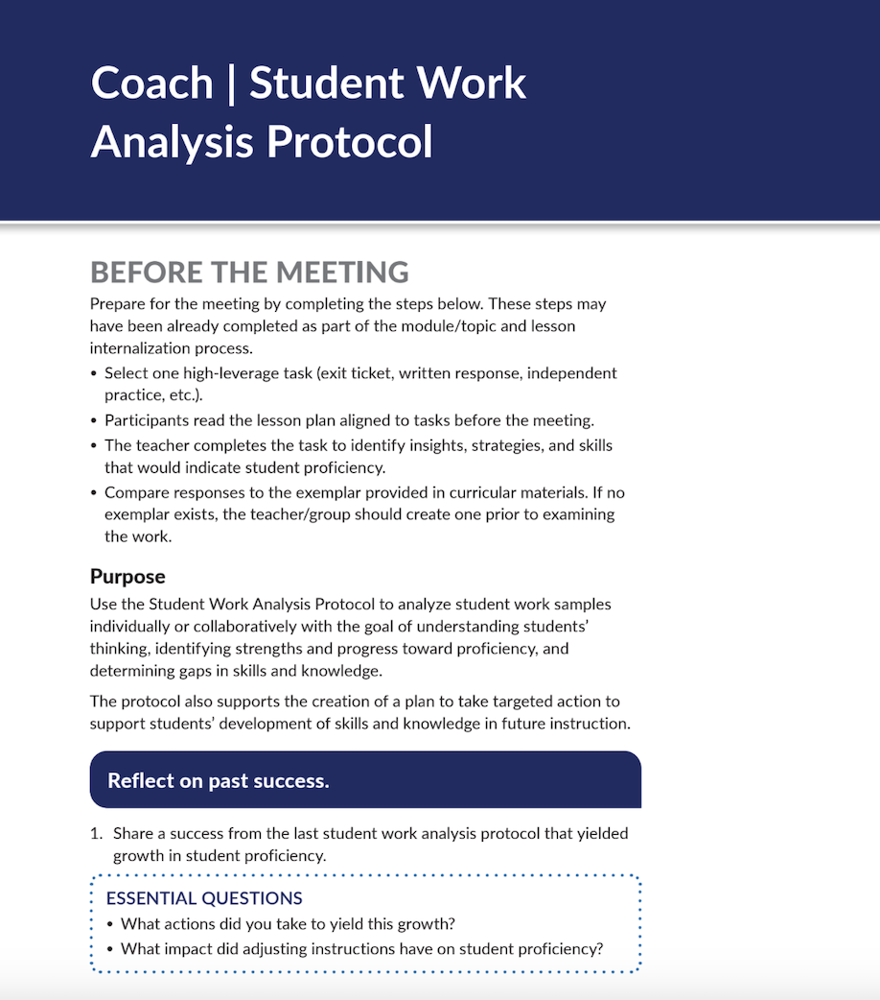 Coach | Student Work
Analysis Protocol
BEFORE THE MEETING
Prepare for the meeting by completing the steps below. These steps may
have been already completed as part of the module/topic and lesson
internalization process.
• Select one high-leverage task (exit ticket, written response, independent
practice, etc.).
• Participants read the lesson plan aligned to tasks before the meeting.
• The teacher completes the task to identify insights, strategies, and skills
that would indicate student proficiency.
• Compare responses to the exemplar provided in curricular materials. If no
exemplar exists, the teacher/group should create one prior to examining
the work.
Purpose
Use the Student Work Analysis Protocol to analyze student work samples
individually or collaboratively with the goal of understanding students’
thinking, identifying strengths and progress toward proficiency, and
determining gaps in skills and knowledge.
The protocol also supports the creation of a plan to take targeted action to
support students’ development of skills and knowledge in future instruction.
Reflect on past success.
1. Share a success from the last student work analysis protocol that yielded
growth in student proficiency.
ESSENTIAL QUESTIONS
• What actions did you take to yield this growth?
• What impact did adjusting instructions have on student proficiency?